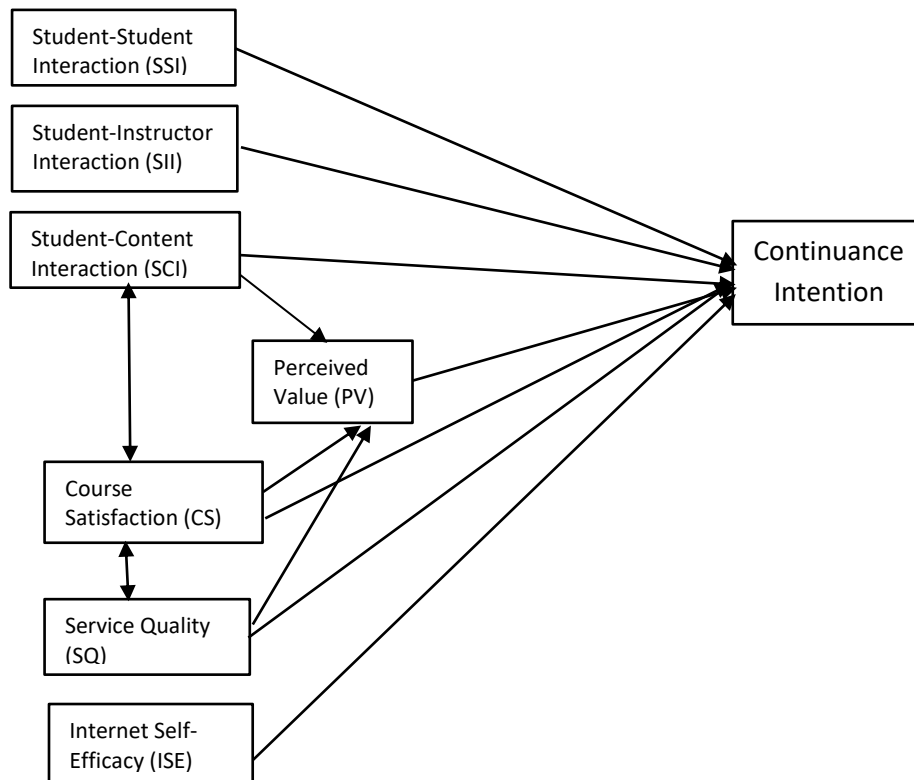 Student-Student
Interaction (SSI)
Student-Instructor
Interaction (SII)
Student-Content
Interaction (SCI)
Continuance
Intention
Perceived
Value (PV)
Course
Satisfaction (CS)
Service Quality
(SQ)
Internet Self-
Efficacy (ISE)